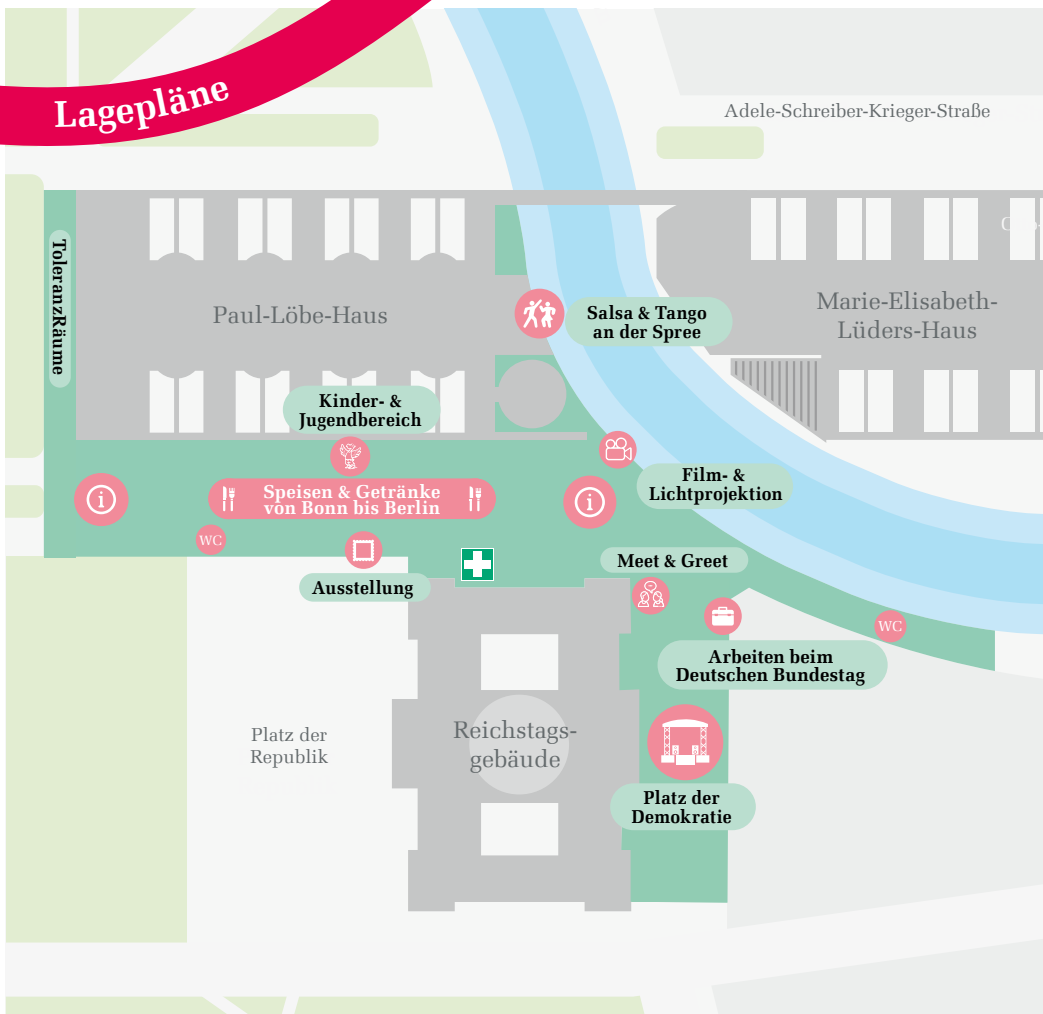 Lagepläne
Adele-Schreiber-Krieger-Straße
ToleranzRäume
Paul-Löbe-Haus
Salsa & Tango
an der Spree
Marie-Elisabeth-
Lüders-Haus
Kinder- &
Jugendbereich
Film- &
Lichtprojektion
Speisen & Getränke
von Bonn bis Berlin
i
i
WC
Ausstellung
Meet & Greet
WC
Arbeiten beim
Deutschen Bundestag
Platz der
Republik
Reichstags-
gebäude
Platz der
Demokratie